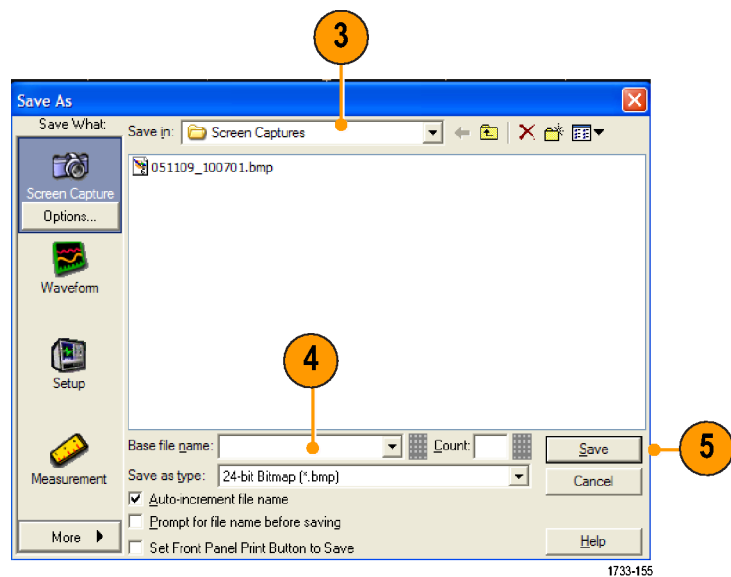 3
Save As
Save What:
Save in: Screen Captures
051109_100701.bmp
Screen Capture
Options...
Waveform
Setup
4
Measurement
More
Base file name:
Count:
Save
5
Save as type: 24-bit Bitmap (*.bmp)
Cancel
Auto-increment file name
Prompt for file name before saving
Set Front Panel Print Button to Save
Help
1733-155